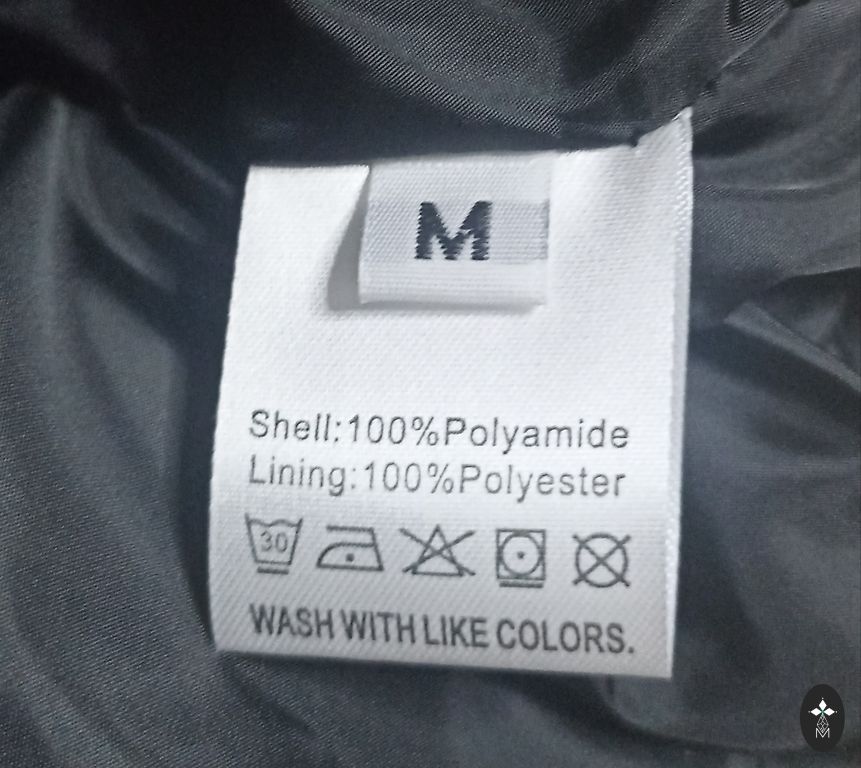 M
Shell:100%Polyamide
Lining:100%Polyester
30
WASH WITH LIKE COLORS.
M